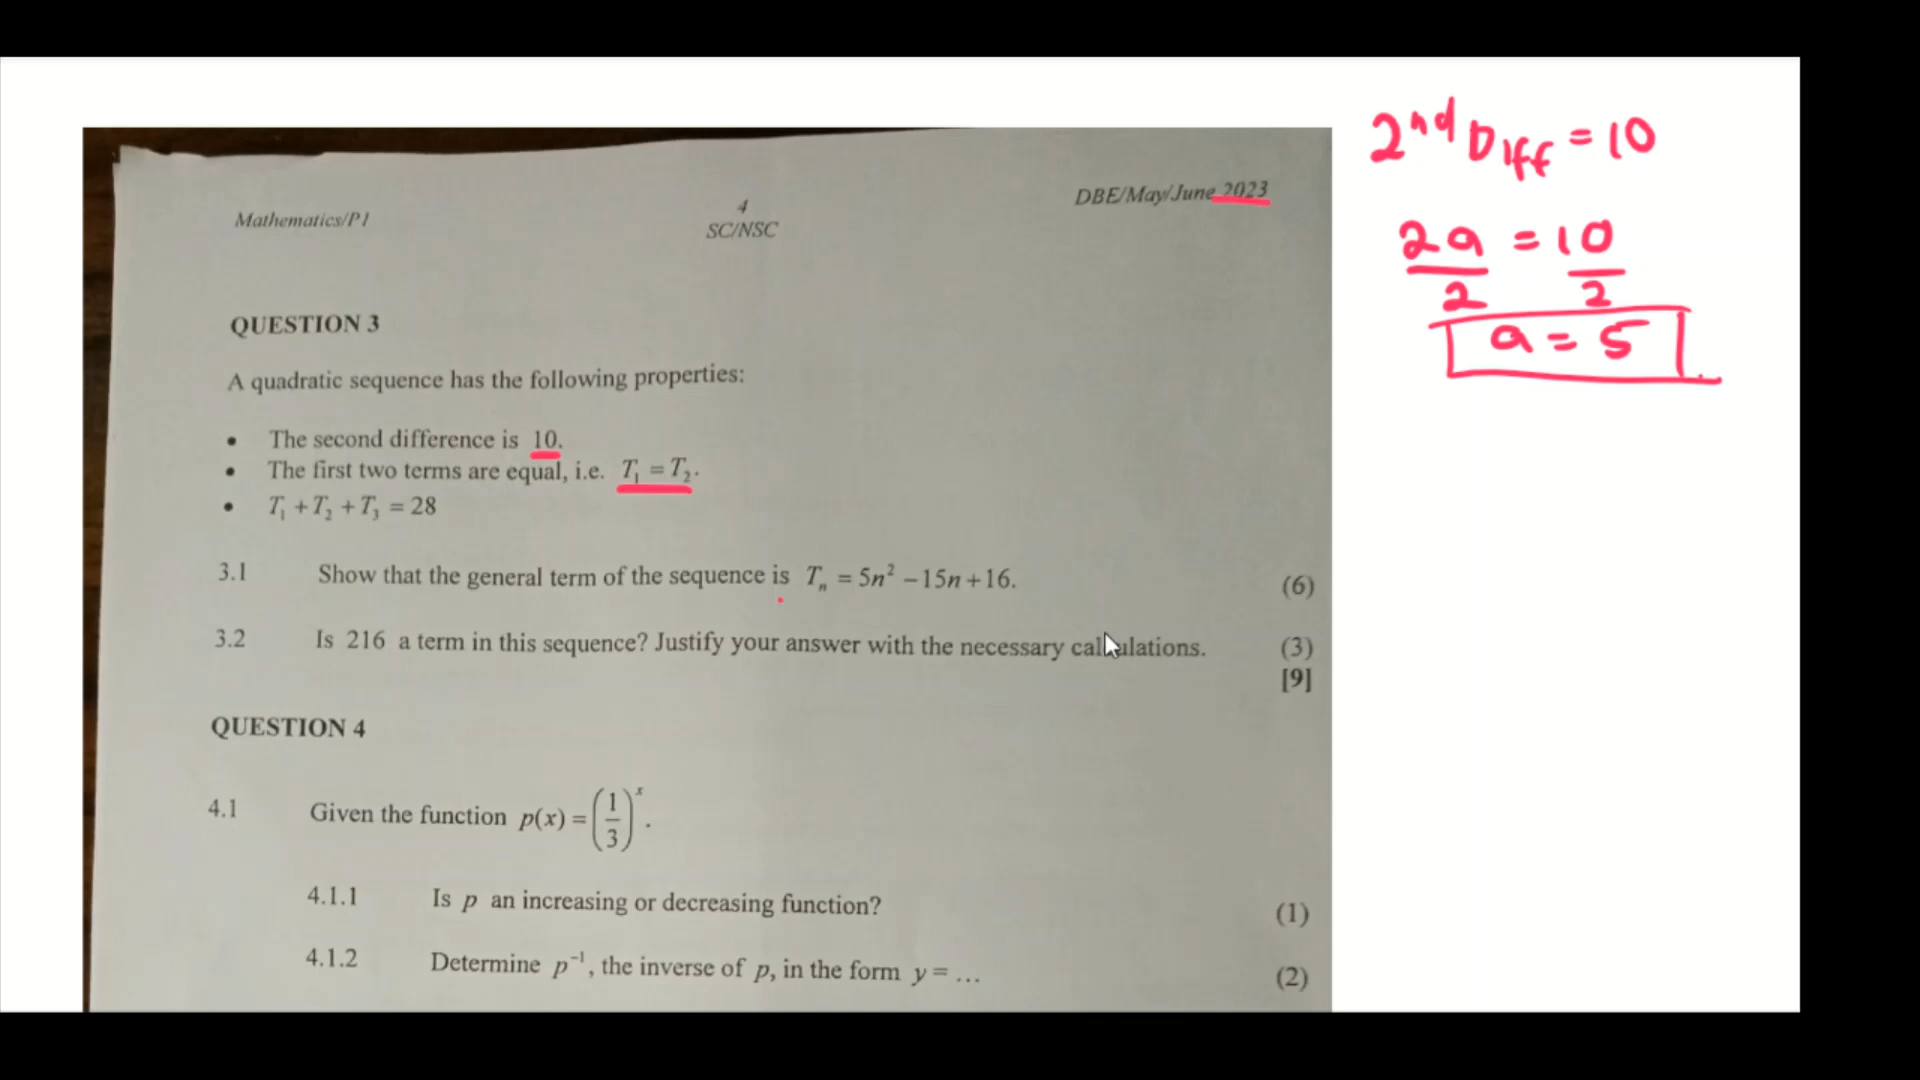 Mathematics/P1
4
SC/NSC
DBE/May/June 2023
QUESTION 3
A quadratic sequence has the following properties:
• The second difference is 10.
• The first two terms are equal, i.e. T₁ = T₂.
• T₁ + T₂ + T₃ = 28
3.1 Show that the general term of the sequence is Tₙ = 5n² − 15n + 16. (6)
3.2 Is 216 a term in this sequence? Justify your answer with the necessary calculations. (3)
[9]
QUESTION 4
4.1 Given the function p(x) = (1/3)ˣ.
4.1.1 Is p an increasing or decreasing function? (1)
4.1.2 Determine p⁻¹, the inverse of p, in the form y = ... (2)
2nd Diff = 10
2a = 10
2 2
a = 5